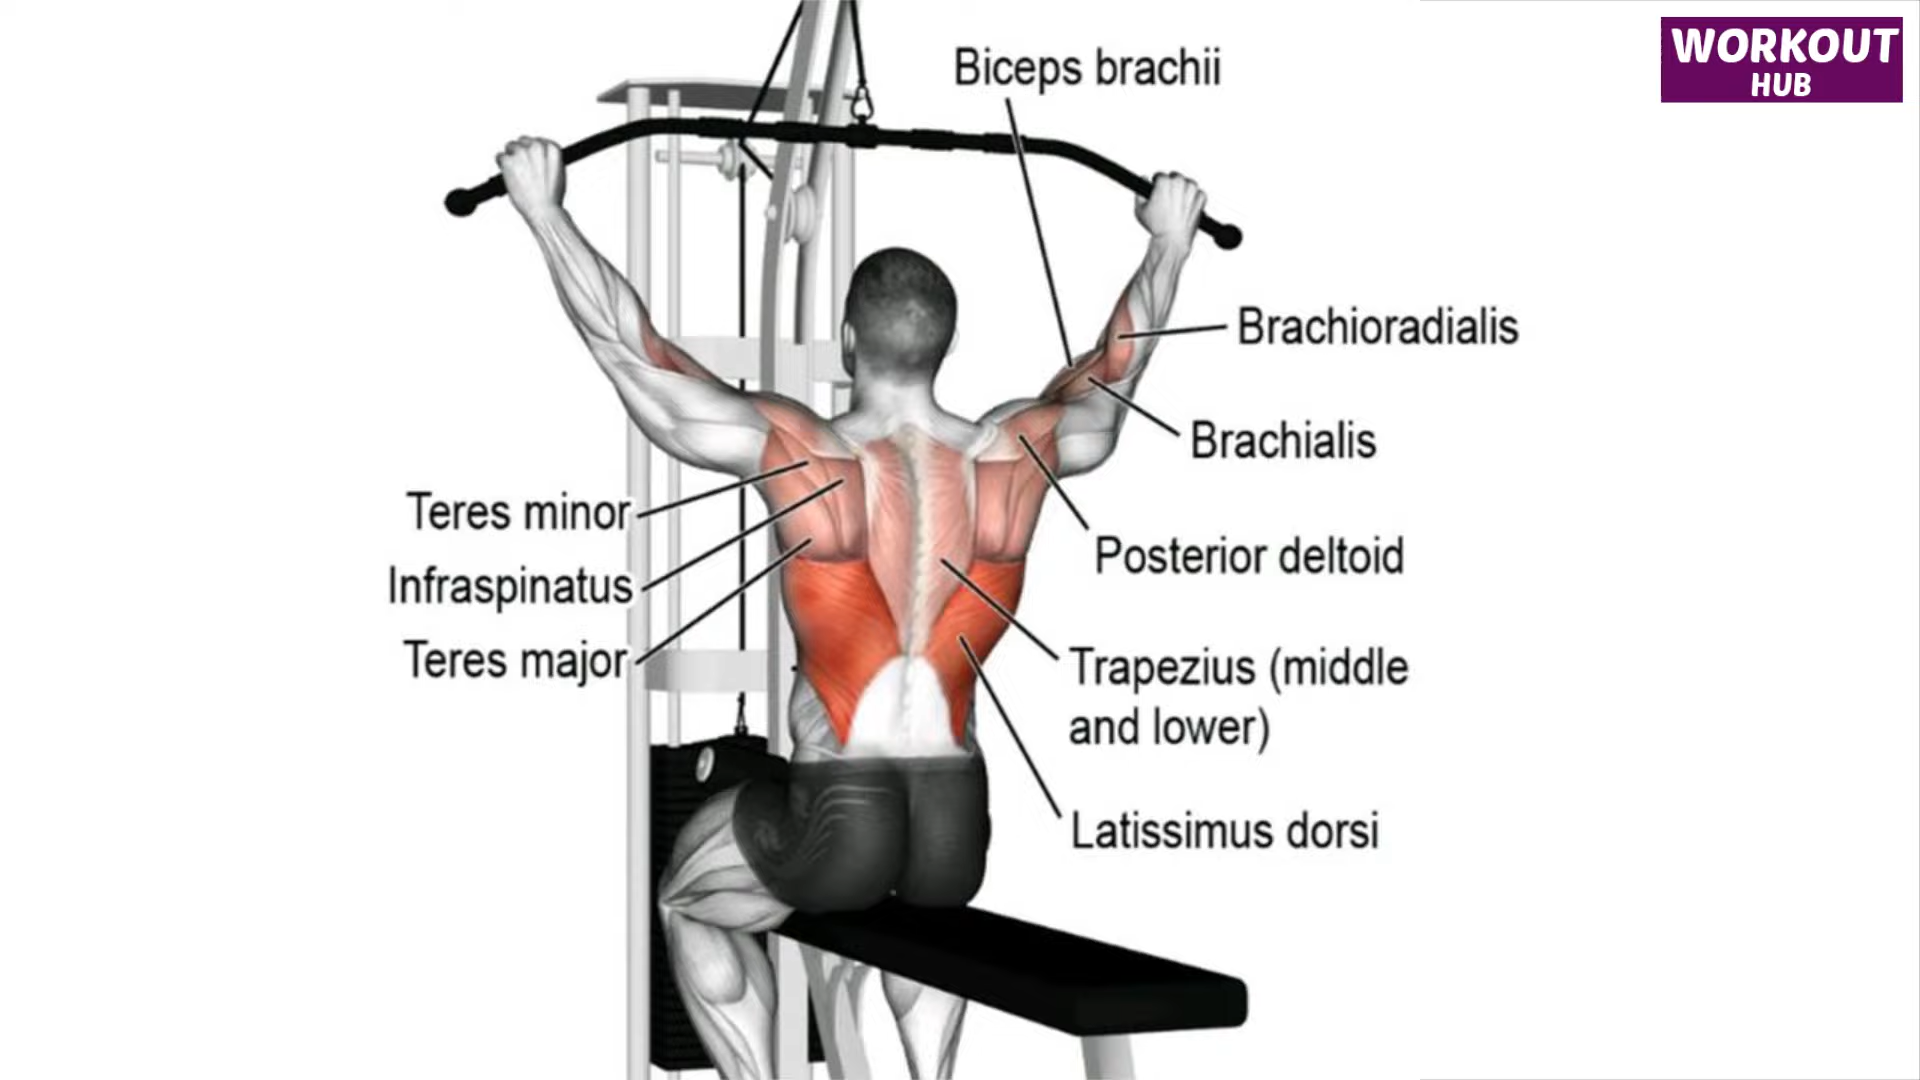 WORKOUT
HUB
Biceps brachii
Brachioradialis
Brachialis
Teres minor
Posterior deltoid
Infraspinatus
Teres major
Trapezius (middle
and lower)
Latissimus dorsi